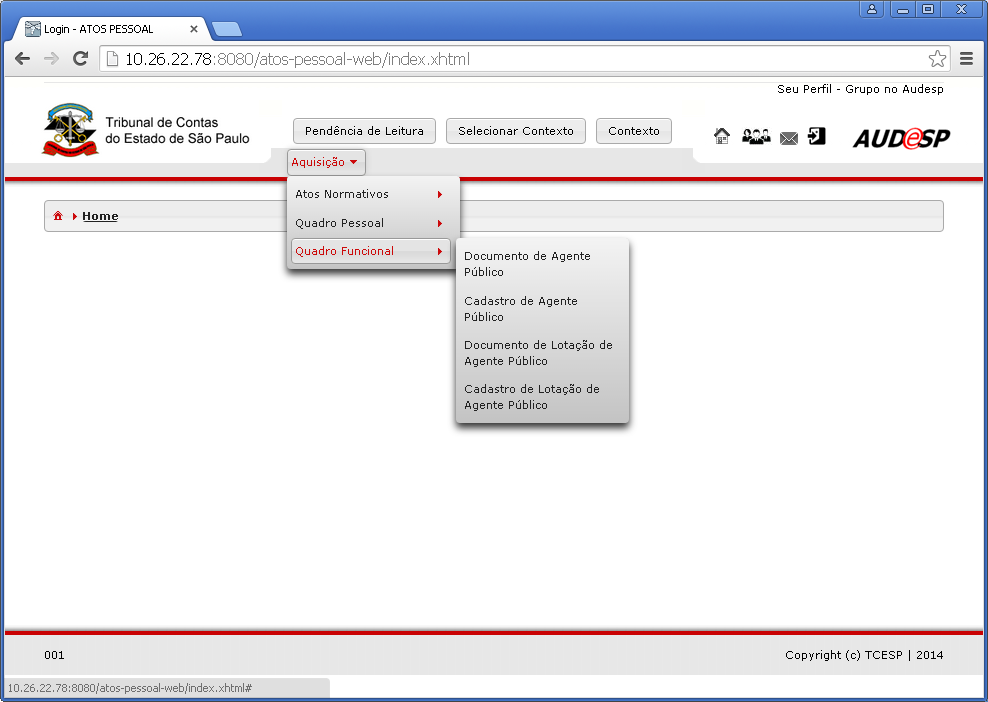 Login - ATOS PESSOAL
10.26.22.78:8080/atos-pessoal-web/index.xhtml
Seu Perfil - Grupo no Audesp
Tribunal de Contas
do Estado de São Paulo
Pendência de Leitura
Selecionar Contexto
Contexto
AUDeSP
Aquisição
Atos Normativos
Quadro Pessoal
Quadro Funcional
Home
Documento de Agente
Público
Cadastro de Agente
Público
Documento de Lotação de
Agente Público
Cadastro de Lotação de
Agente Público
001
Copyright (c) TCESP | 2014
10.26.22.78:8080/atos-pessoal-web/index.xhtml#